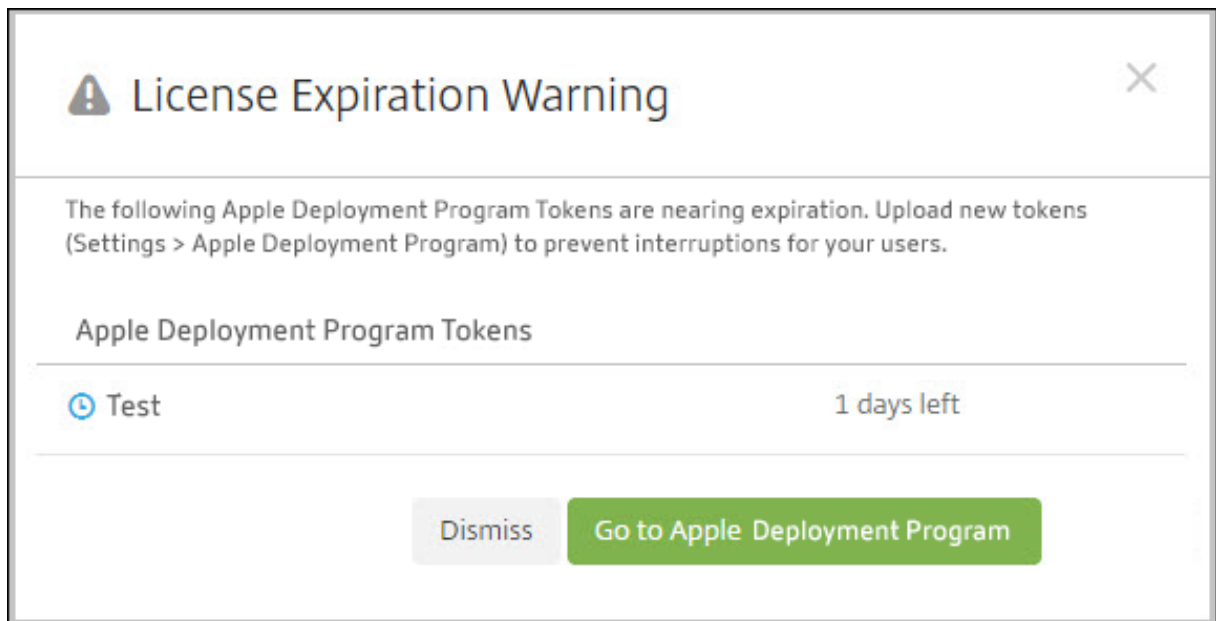 License Expiration Warning
The following Apple Deployment Program Tokens are nearing expiration. Upload new tokens
(Settings > Apple Deployment Program) to prevent interruptions for your users.
Apple Deployment Program Tokens
Test 1 days left
Dismiss Go to Apple Deployment Program